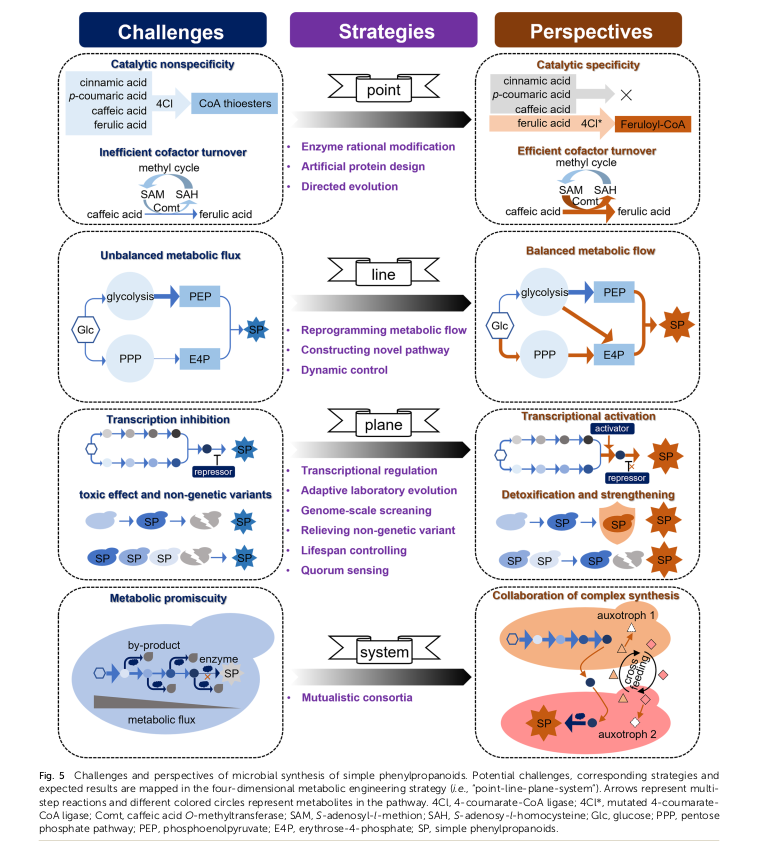 Challenges
Strategies
Perspectives
Catalytic nonspecificity
cinnamic acid
p-coumaric acid
caffeic acid
ferulic acid
4Cl
CoA thioesters
Inefficient cofactor turnover
methyl cycle
SAM
SAH
Comt
caffeic acid
ferulic acid
point
Enzyme rational modification
Artificial protein design
Directed evolution
Catalytic specificity
cinnamic acid
p-coumaric acid
caffeic acid
ferulic acid
4Cl*
Feruloyl-CoA
Efficient cofactor turnover
methyl cycle
SAM
SAH
Comt
caffeic acid
ferulic acid
Unbalanced metabolic flux
glycolysis
PEP
Glc
SP
PPP
E4P
line
Reprogramming metabolic flow
Constructing novel pathway
Dynamic control
Balanced metabolic flow
glycolysis
PEP
Glc
SP
PPP
E4P
Transcription inhibition
SP
repressor
toxic effect and non-genetic variants
SP
SP
SP
SP
SP
SP
plane
Transcriptional regulation
Adaptive laboratory evolution
Genome-scale screaning
Relieving non-genetic variant
Lifespan controlling
Quorum sensing
Transcriptional activation
activator
SP
repressor
Detoxification and strengthening
SP
SP
SP
SP
SP
SP
SP
Metabolic promiscuity
by-product
enzyme
SP
metabolic flux
system
Mutualistic consortia
Collaboration of complex synthesis
auxotroph 1
cross
feeding
SP
auxotroph 2
Fig. 5 Challenges and perspectives of microbial synthesis of simple phenylpropanoids. Potential challenges, corresponding strategies and
expected results are mapped in the four-dimensional metabolic engineering strategy (i.e., "point-line-plane-system"). Arrows represent multi-
step reactions and different colored circles represent metabolites in the pathway. 4Cl, 4-coumarate-CoA ligase; 4Cl*, mutated 4-coumarate-
CoA ligase; Comt, caffeic acid O-methyltransferase; SAM, S-adenosyl-l-methion; SAH, S-adenosy-l-homocysteine; Glc, glucose; PPP, pentose
phosphate pathway; PEP, phosphoenolpyruvate; E4P, erythrose-4-phosphate; SP, simple phenylpropanoids.